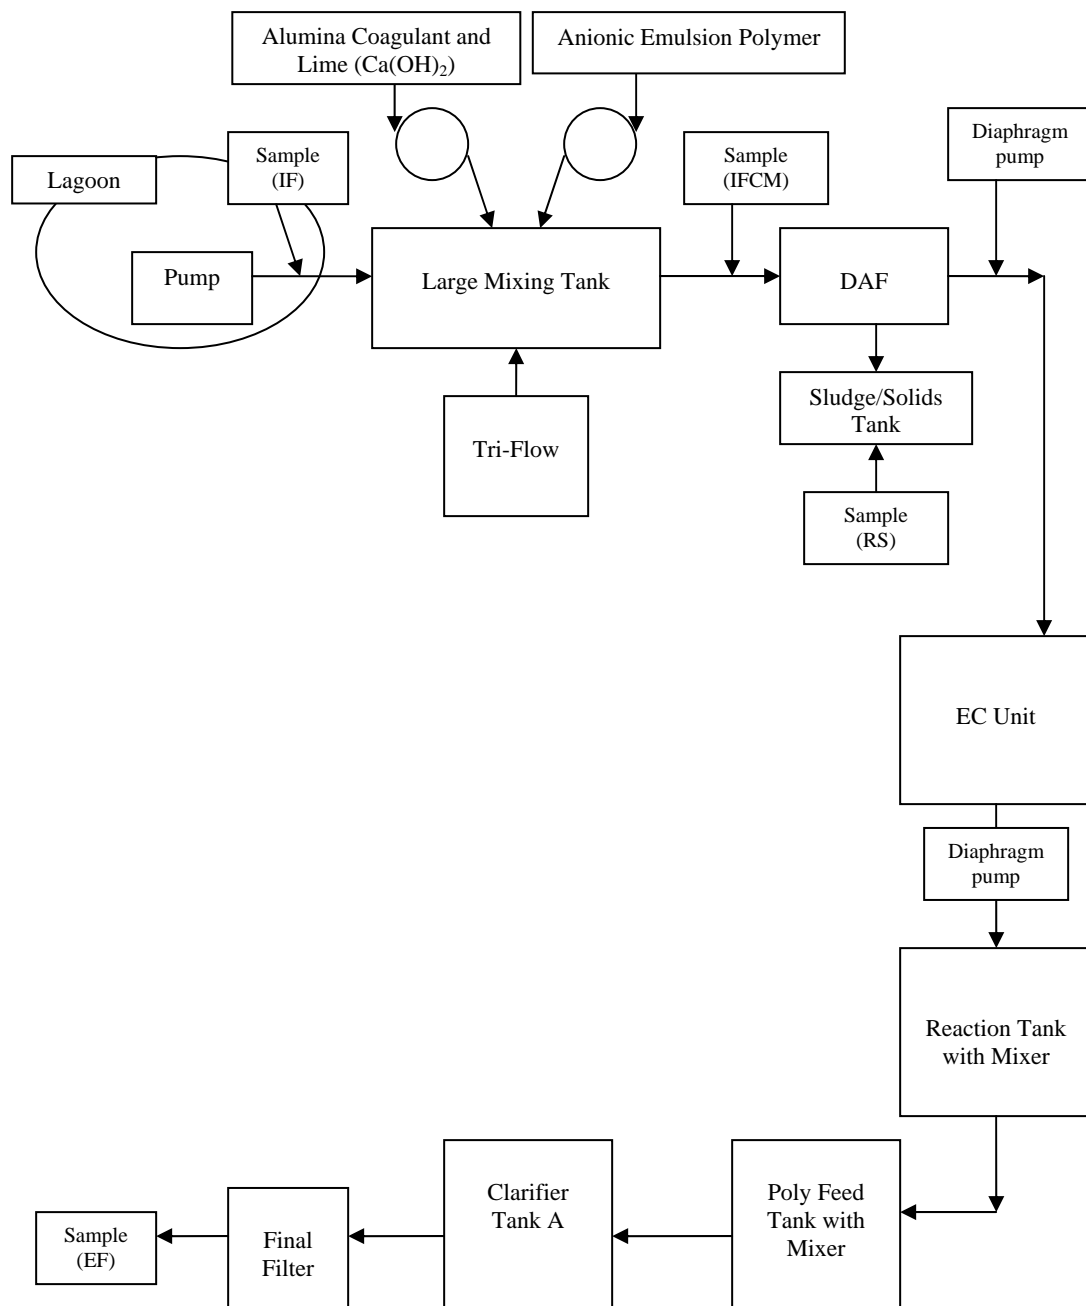 Alumina Coagulant and
Lime (Ca(OH)₂)
Anionic Emulsion Polymer
Diaphragm
pump
Lagoon
Sample
(IF)
Sample
(IFCM)
Pump
Large Mixing Tank
DAF
Sludge/Solids
Tank
Tri-Flow
Sample
(RS)
EC Unit
Diaphragm
pump
Reaction Tank
with Mixer
Poly Feed
Tank with
Mixer
Clarifier
Tank A
Final
Filter
Sample
(EF)